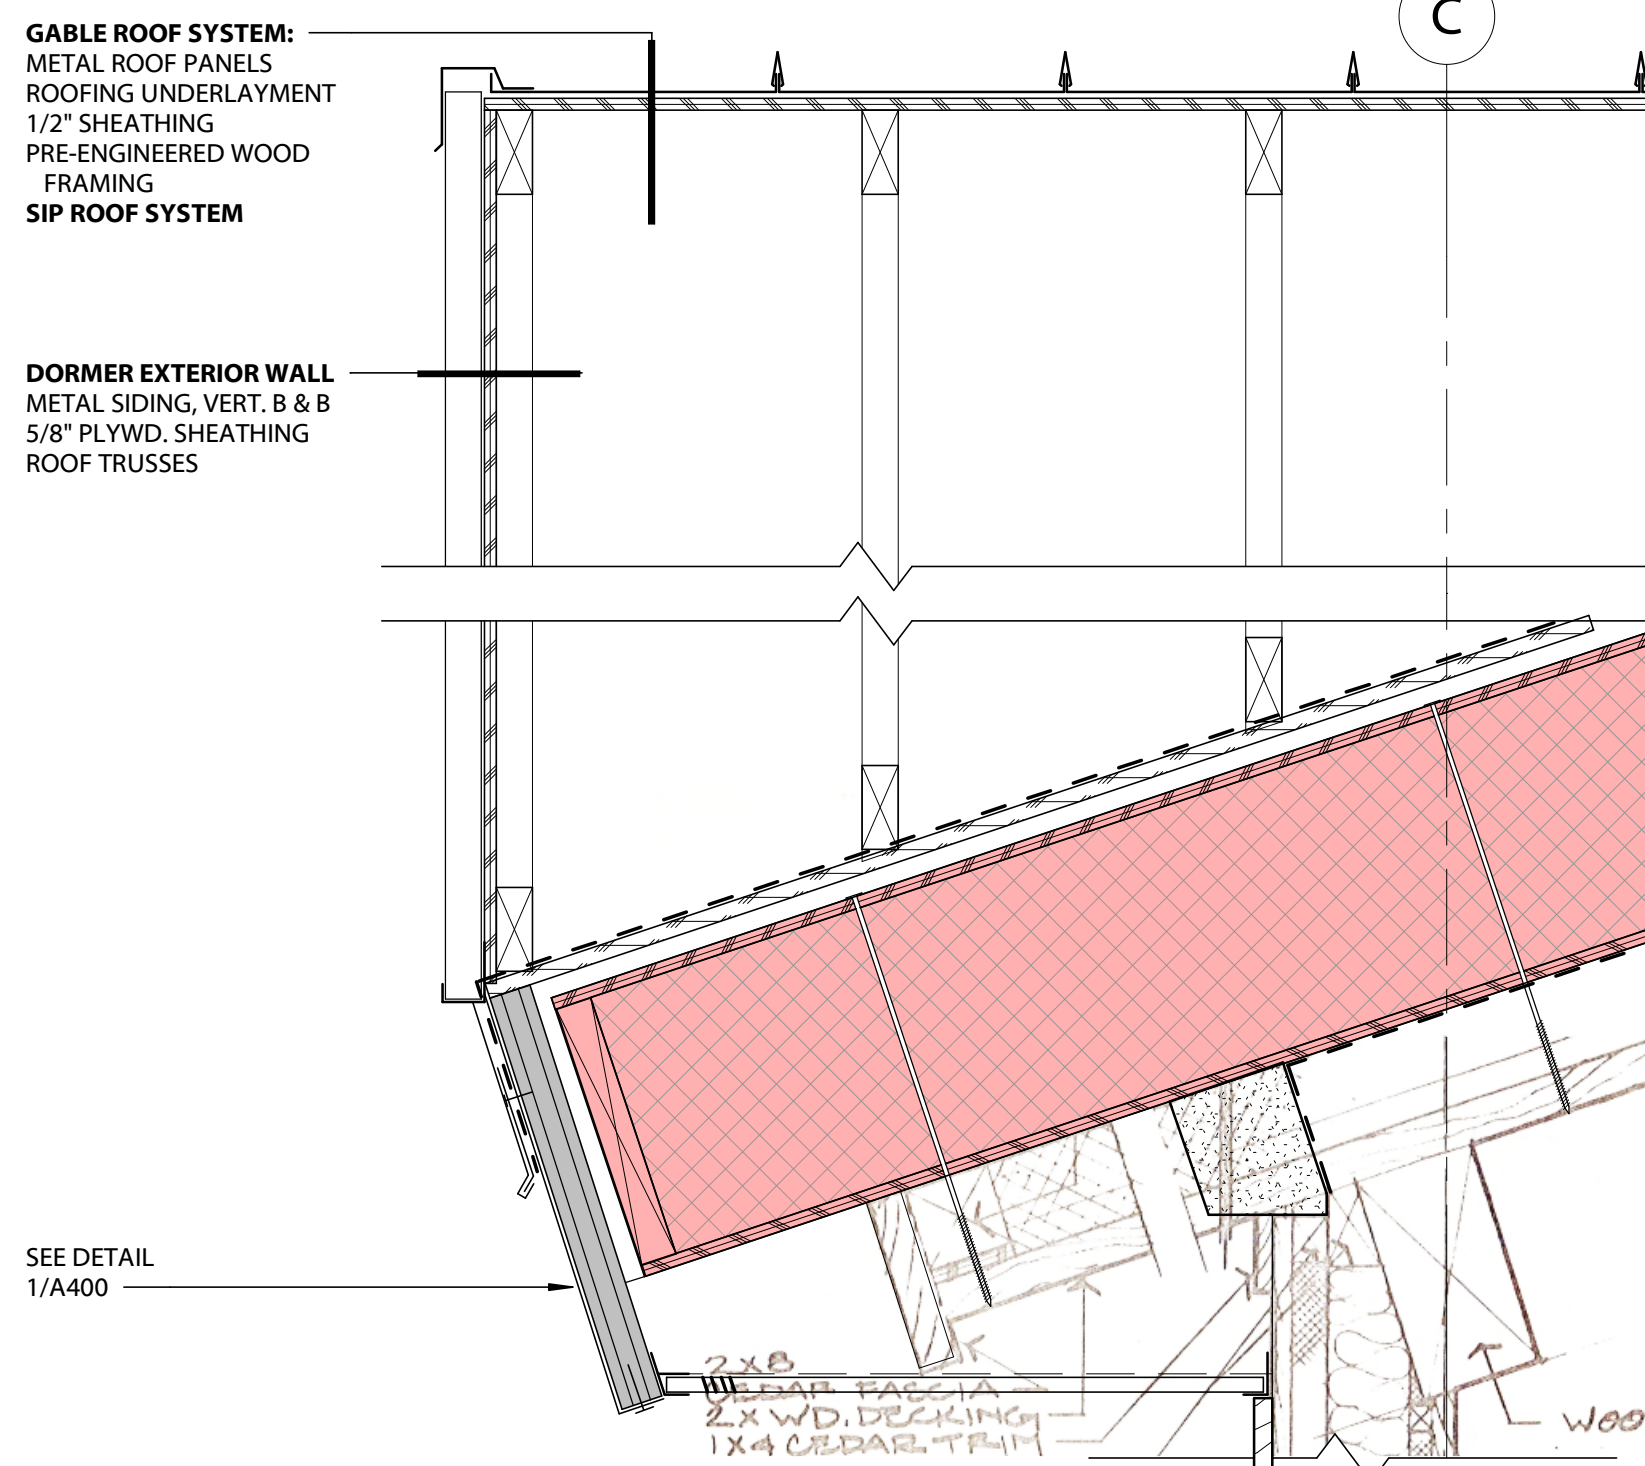 C
GABLE ROOF SYSTEM:
METAL ROOF PANELS
ROOFING UNDERLAYMENT
1/2" SHEATHING
PRE-ENGINEERED WOOD
FRAMING
SIP ROOF SYSTEM
DORMER EXTERIOR WALL
METAL SIDING, VERT. B & B
5/8" PLYWD. SHEATHING
ROOF TRUSSES
SEE DETAIL
1/A400
2X8
CEDAR FASCIA
2X WD. DECKING
1X4 CEDAR TRIM
WOO